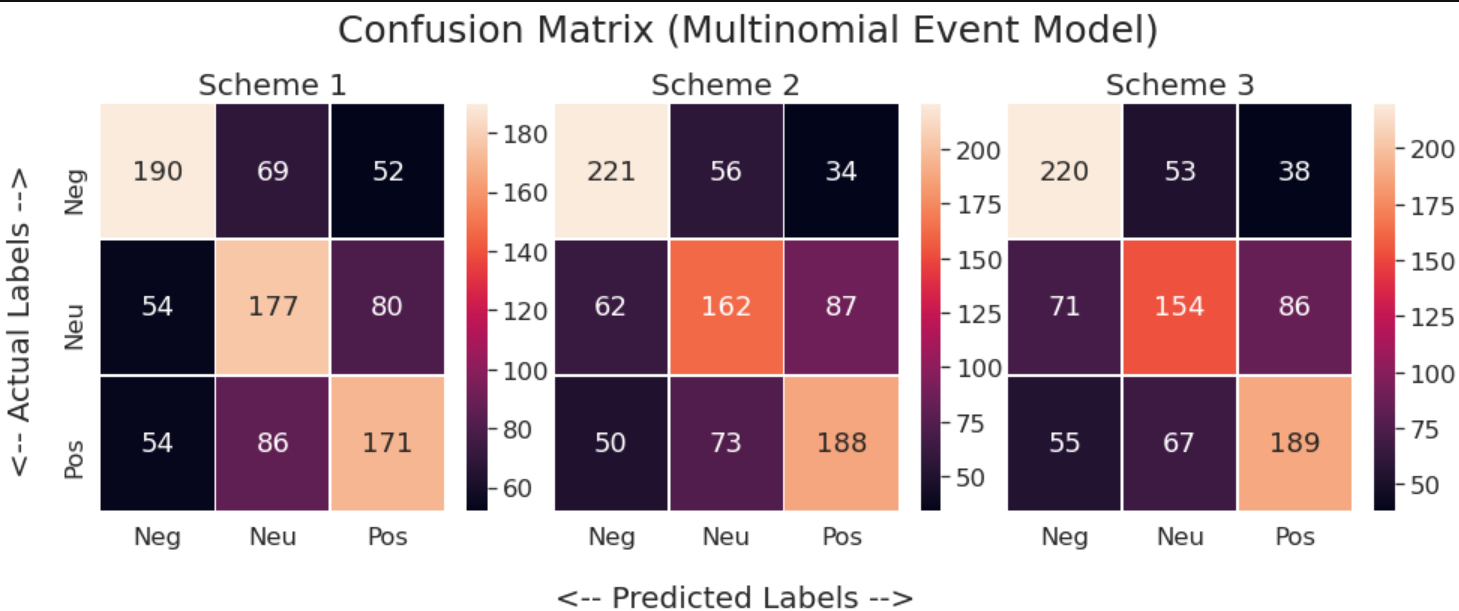 Confusion Matrix (Multinomial Event Model)
Scheme 1
Scheme 2
Scheme 3
<-- Actual Labels -->
Neg
Neu
Pos
190 69 52
54 177 80
54 86 171
180
160
140
120
100
80
60
221 56 34
62 162 87
50 73 188
200
175
150
125
100
75
50
220 53 38
71 154 86
55 67 189
200
175
150
125
100
75
50
Neg Neu Pos
Neg Neu Pos
Neg Neu Pos
<-- Predicted Labels -->